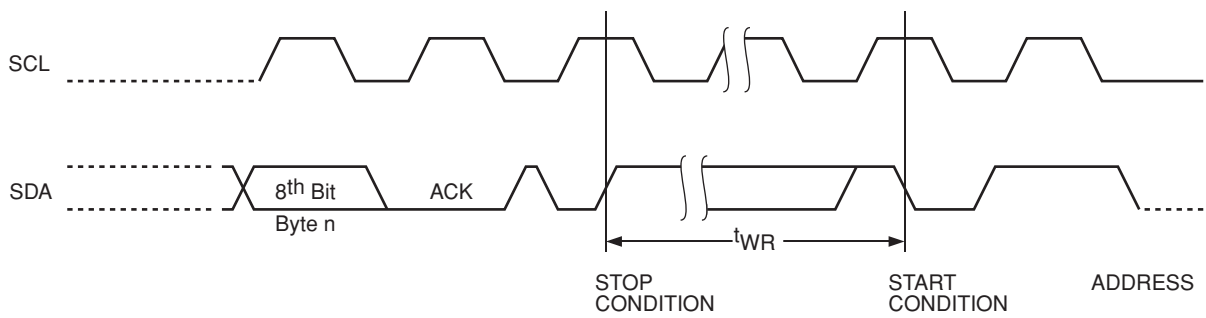 SCL
SDA
8th Bit
ACK
Byte n
tWR
STOP
CONDITION
START
CONDITION
ADDRESS